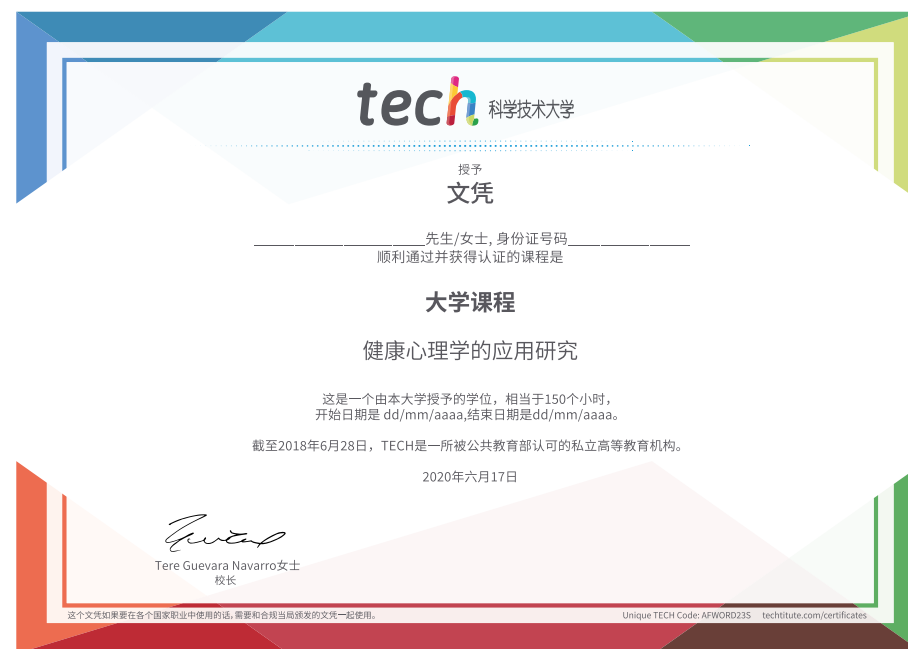 tech 科学技术大学
授予
文凭
先生/女士, 身份证号码
顺利通过并获得认证的课程是
大学课程
健康心理学的应用研究
这是一个由本大学授予的学位，相当于150个小时，
开始日期是 dd/mm/aaaa,结束日期是dd/mm/aaaa。
截至2018年6月28日，TECH是一所被公共教育部认可的私立高等教育机构。
2020年六月17日
Tere Guevara Navarro女士
校长
这个文凭如果要在各个国家职业中使用的话,需要和合规当局颁发的文凭一起使用。
Unique TECH Code: AFWORD23S techtitute.com/certificates